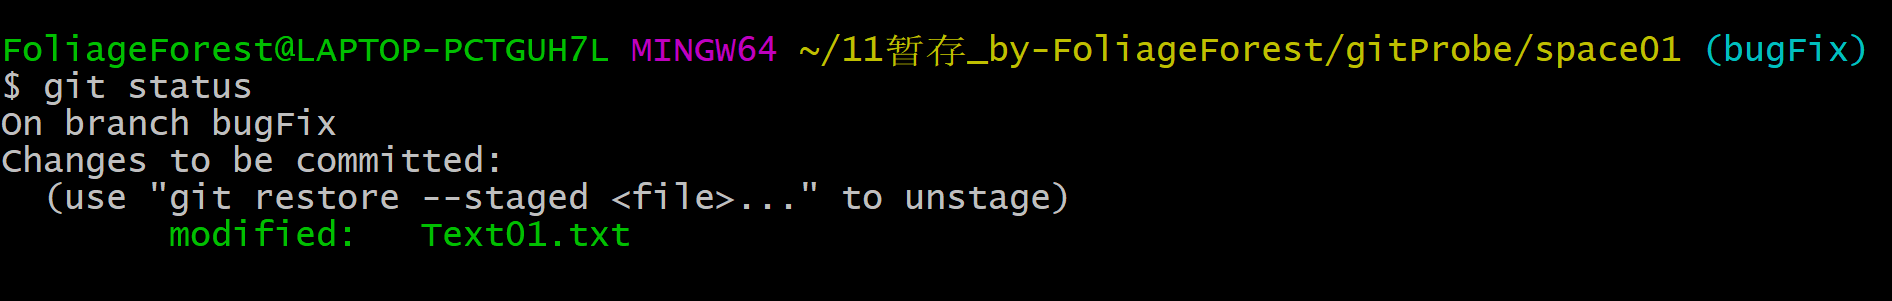 FoliageForest@LAPTOP-PCTGUH7L MINGW64 ~/11暂存_by-FoliageForest/gitProbe/space01 (bugFix)
$ git status
On branch bugFix
Changes to be committed:
  (use "git restore --staged <file>..." to unstage)
        modified:   Text01.txt